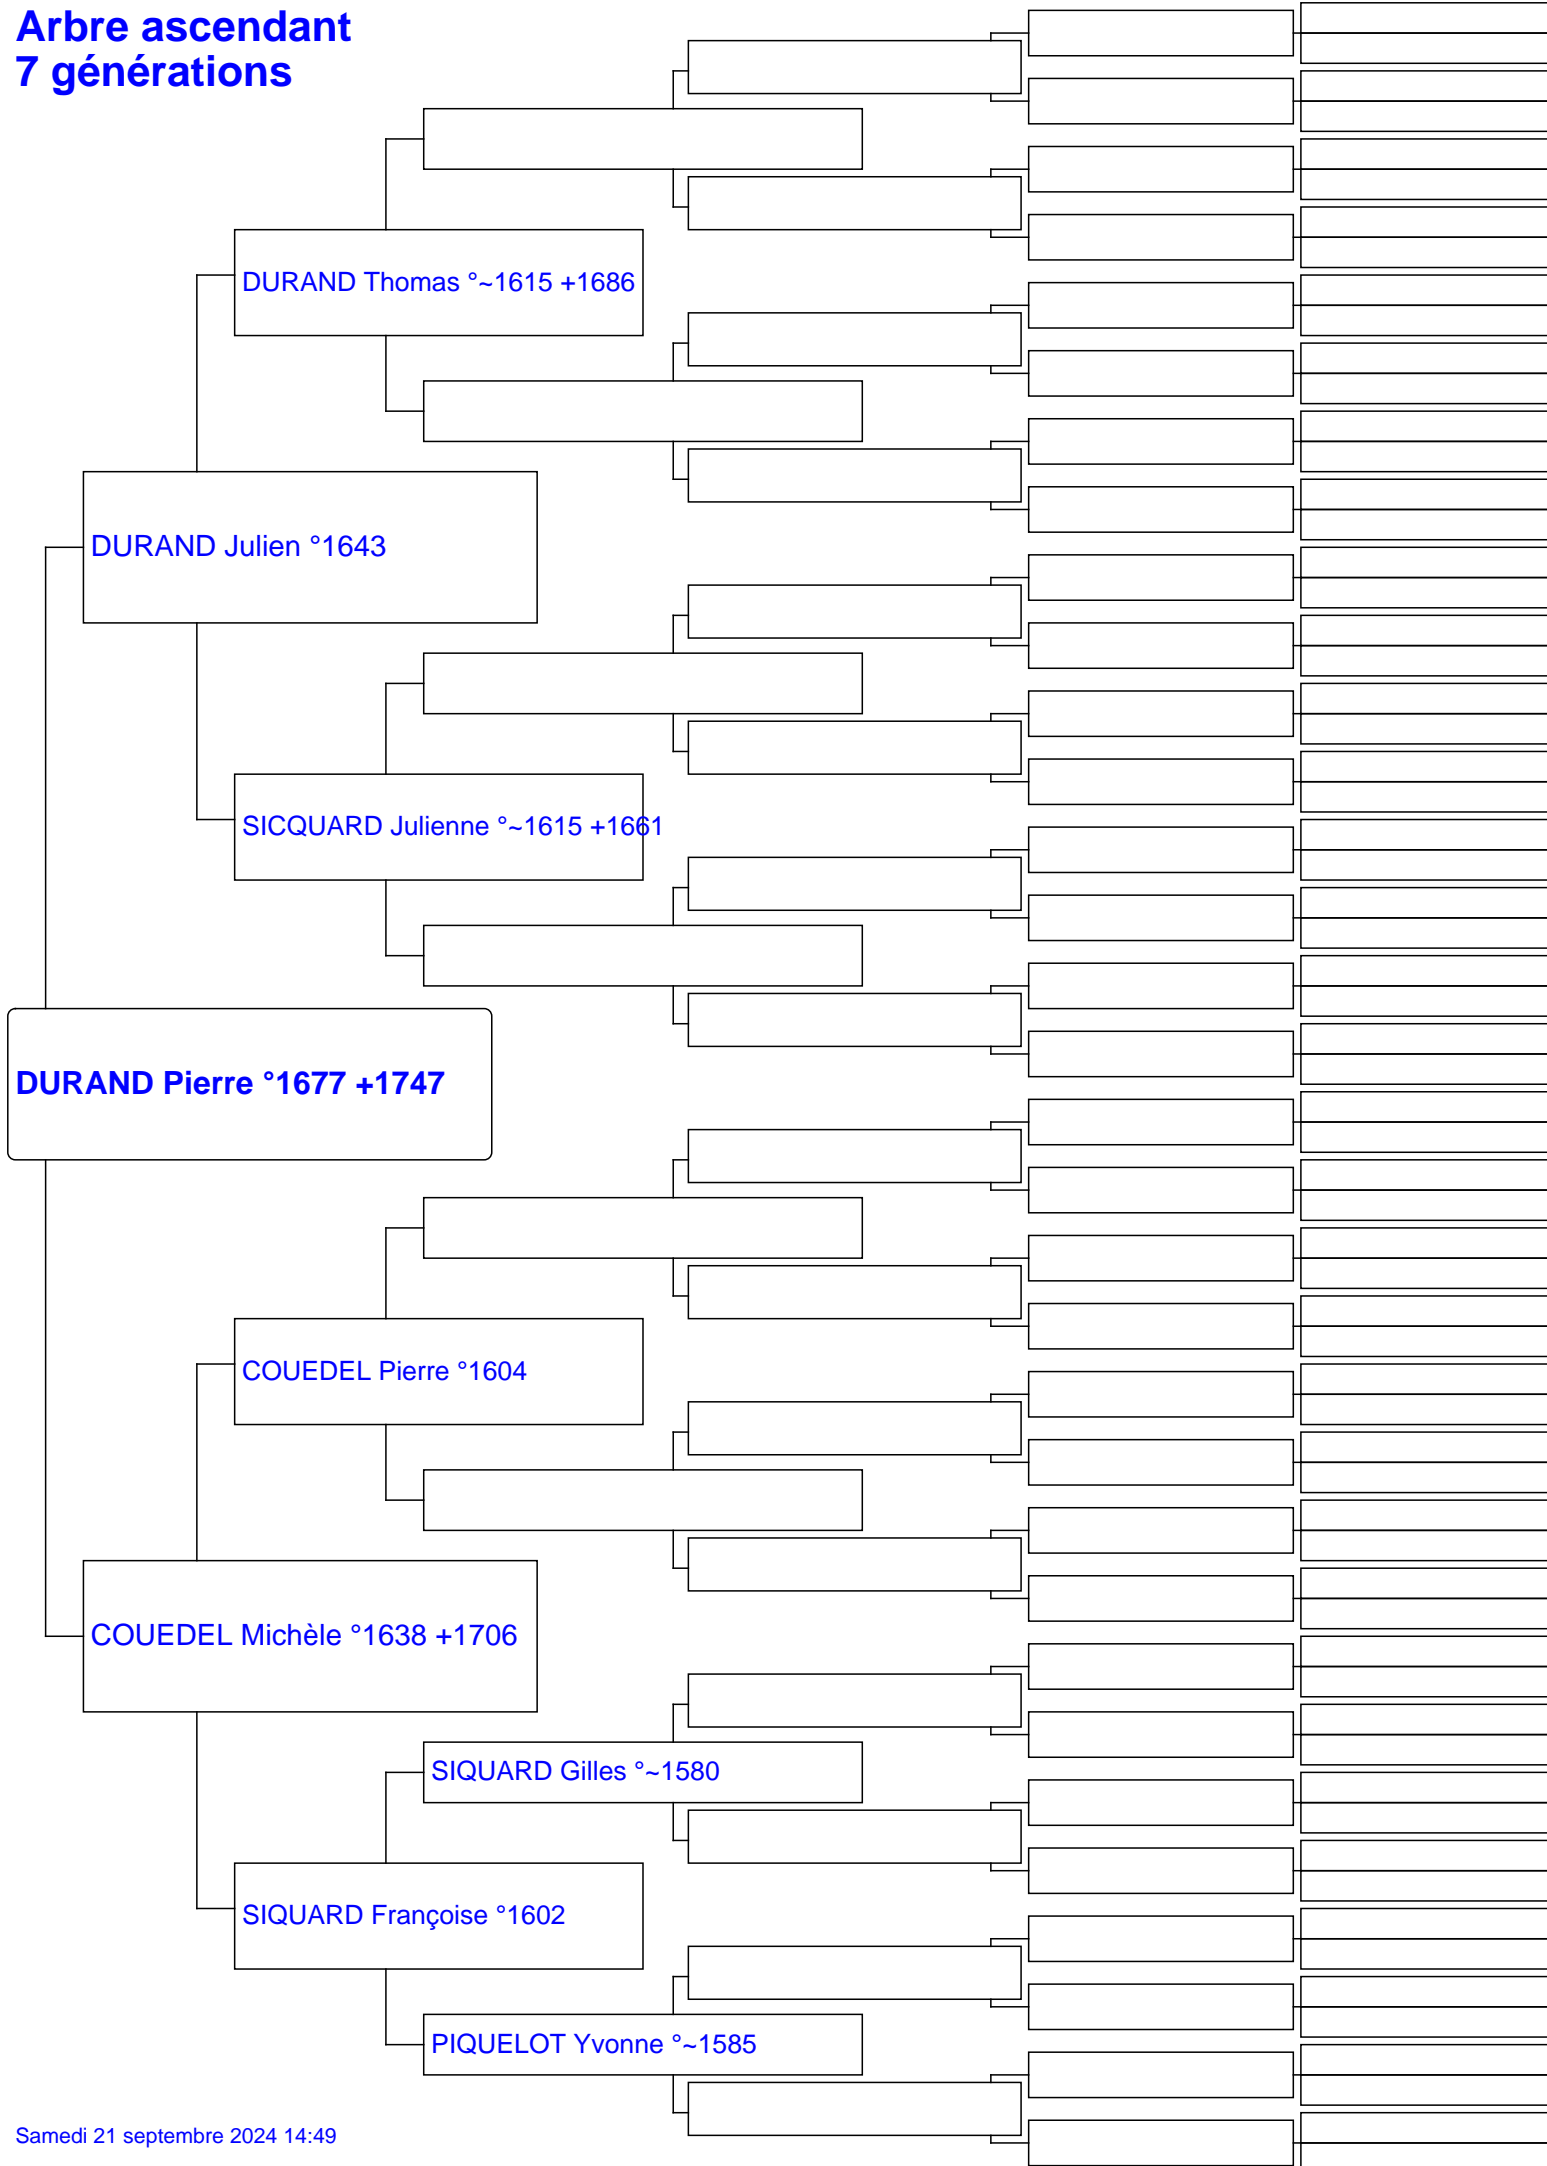 Arbre ascendant
7 générations
DURAND Thomas °~1615 +1686
DURAND Julien °1643
SICQUARD Julienne °~1615 +1661
DURAND Pierre °1677 +1747
COUEDEL Pierre °1604
COUEDEL Michèle °1638 +1706
SIQUARD Gilles °~1580
SIQUARD Françoise °1602
PIQUELOT Yvonne °~1585
Samedi 21 septembre 2024 14:49